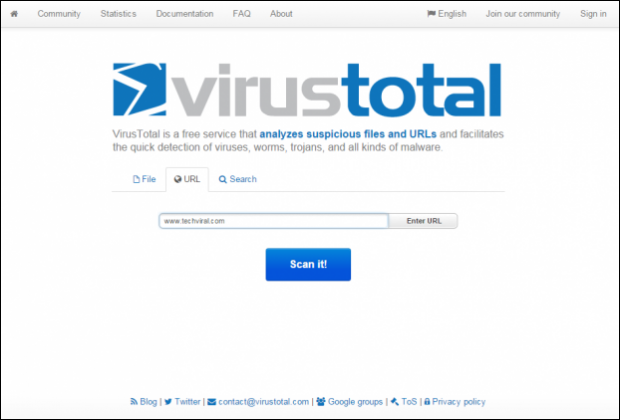 Community Statistics Documentation FAQ About English Join our community Sign in
virustotal
VirusTotal is a free service that analyzes suspicious files and URLs and facilitates
the quick detection of viruses, worms, trojans, and all kinds of malware.
File URL Search
www.techviral.com Enter URL
Scan it!
Blog | Twitter | contact@virustotal.com | Google groups | ToS | Privacy policy